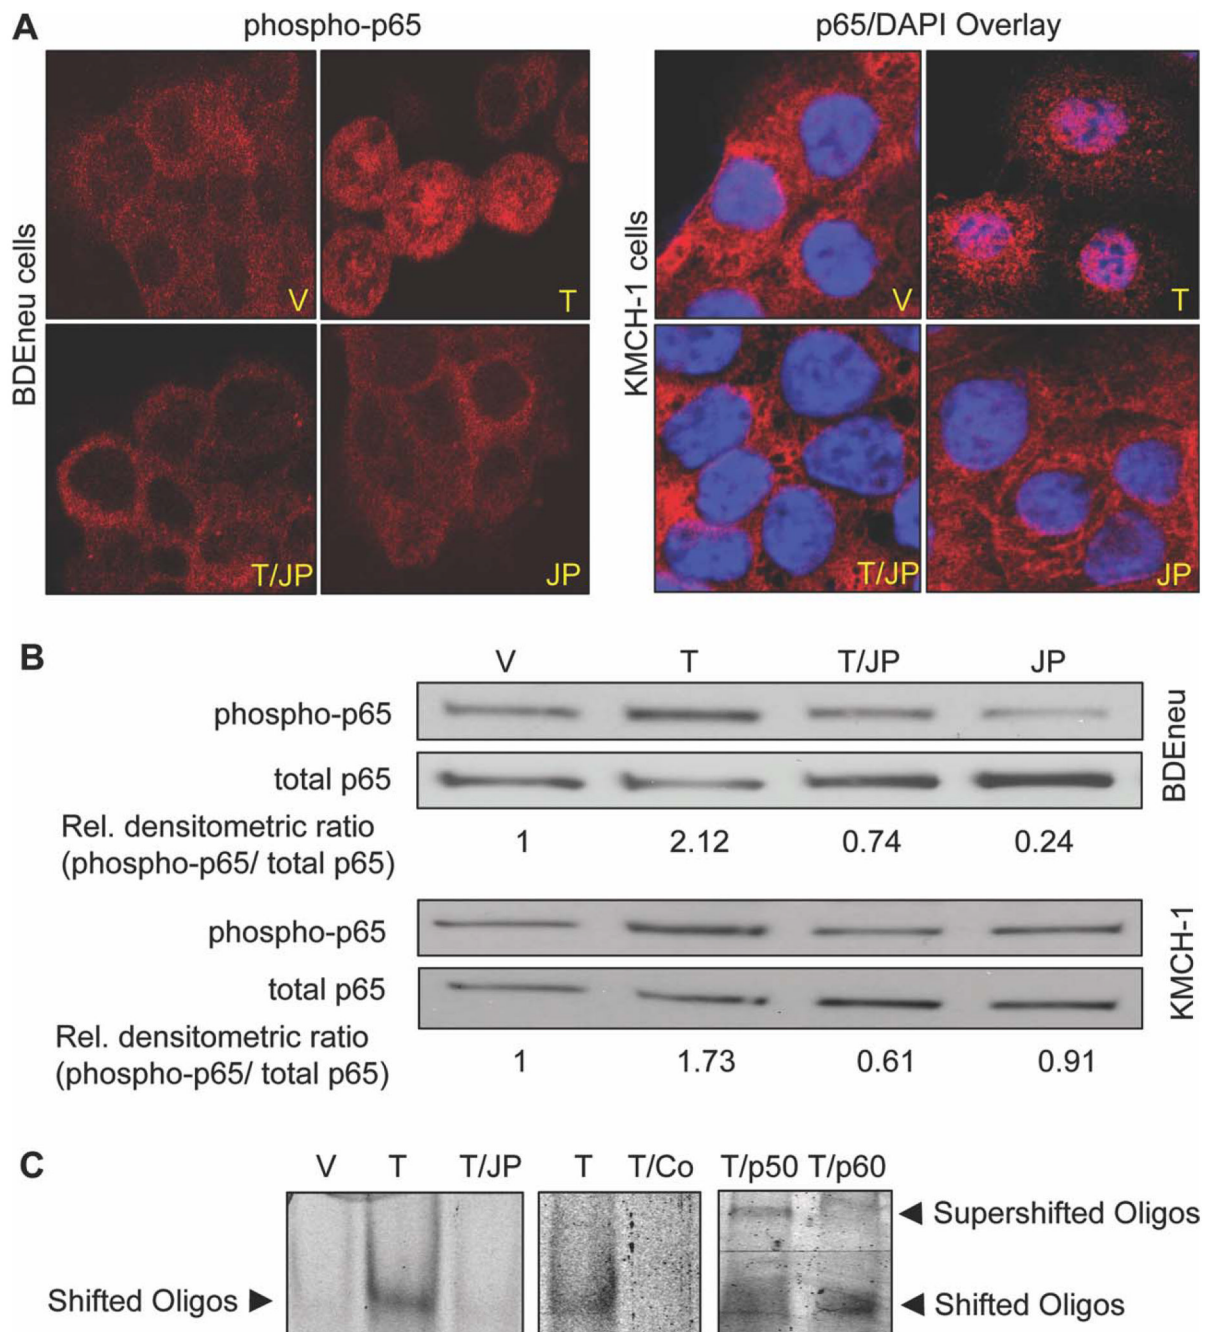 A
phospho-p65
p65/DAPI Overlay
BDEneu cells
V
T
T/JP
JP
KMCH-1 cells
V
T
T/JP
JP
B
V T T/JP JP
phospho-p65
total p65
Rel. densitometric ratio
(phospho-p65/ total p65)
1 2.12 0.74 0.24
BDEneu
phospho-p65
total p65
Rel. densitometric ratio
(phospho-p65/ total p65)
1 1.73 0.61 0.91
KMCH-1
C
V T T/JP T T/Co T/p50 T/p60
Supershifted Oligos
Shifted Oligos
Shifted Oligos